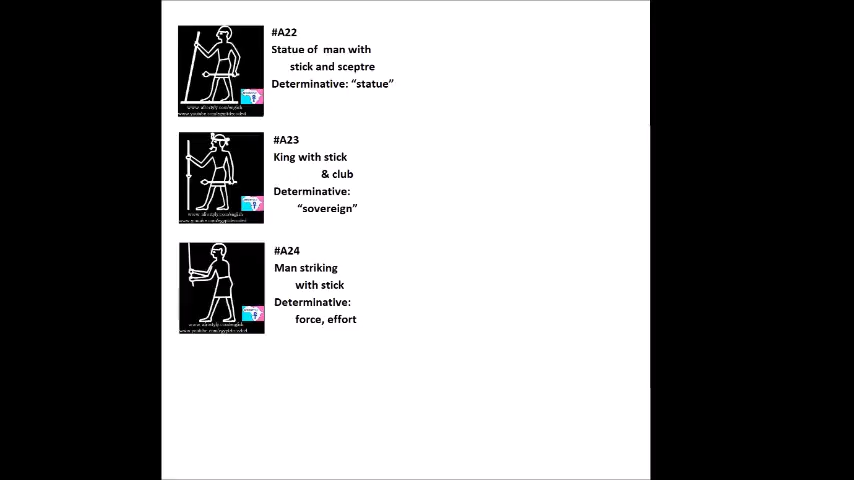 #A22
Statue of man with
stick and sceptre
Determinative: “statue”
#A23
King with stick
& club
Determinative:
“sovereign”
#A24
Man striking
with stick
Determinative:
force, effort